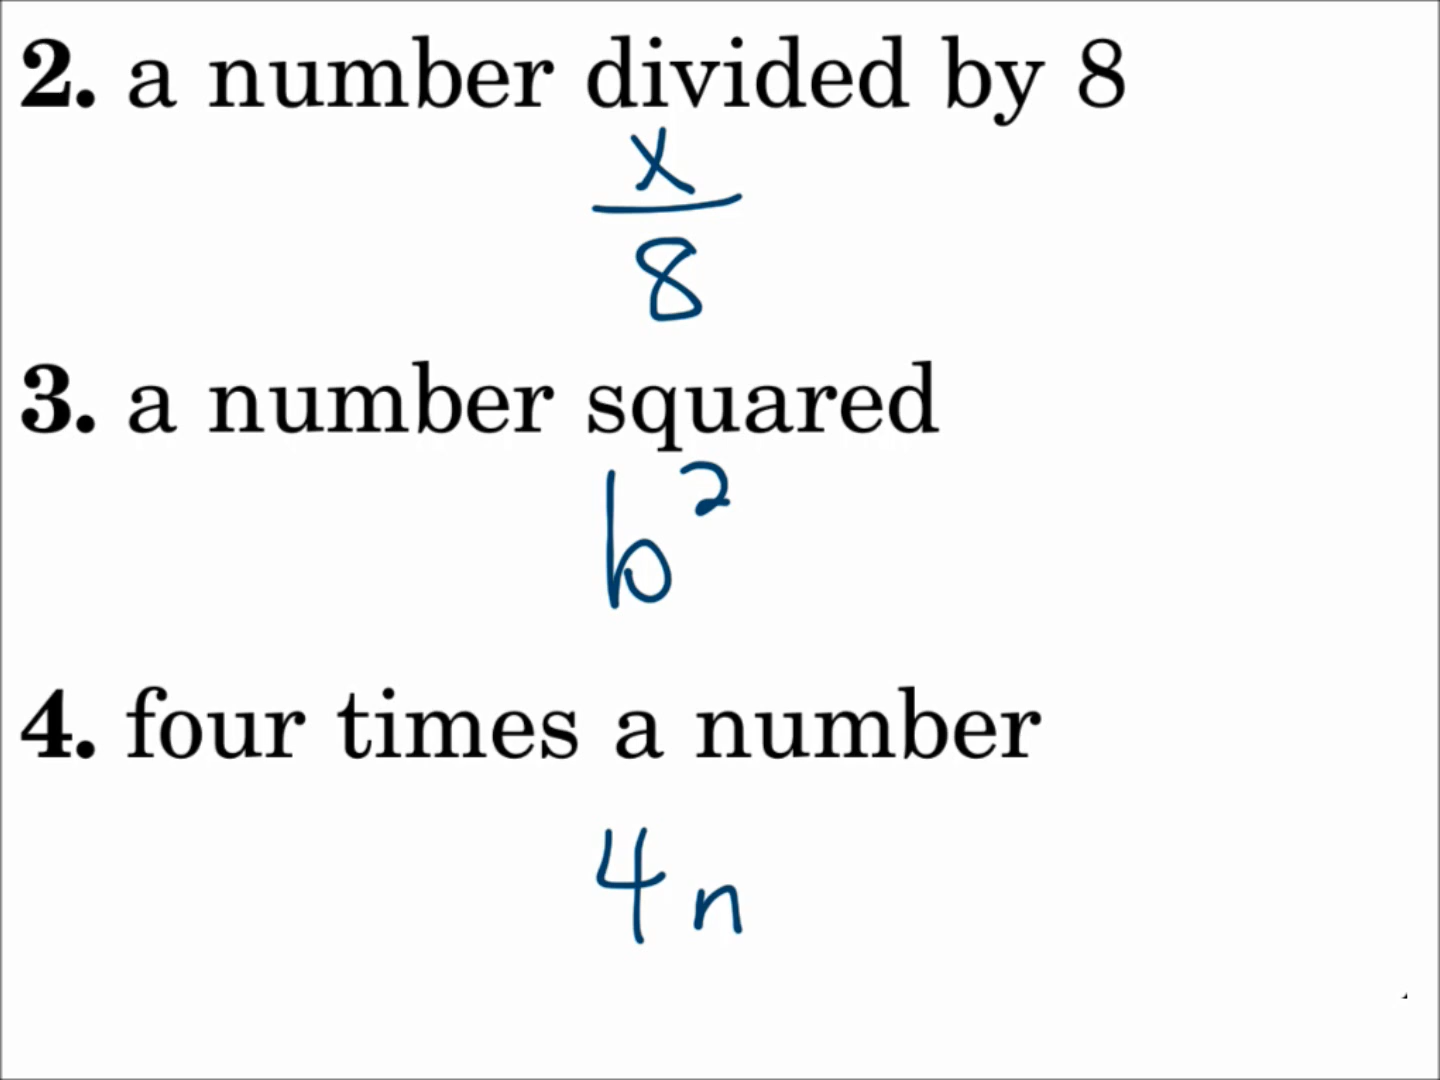 2. a number divided by 8
x
8
3. a number squared
b²
4. four times a number
4n